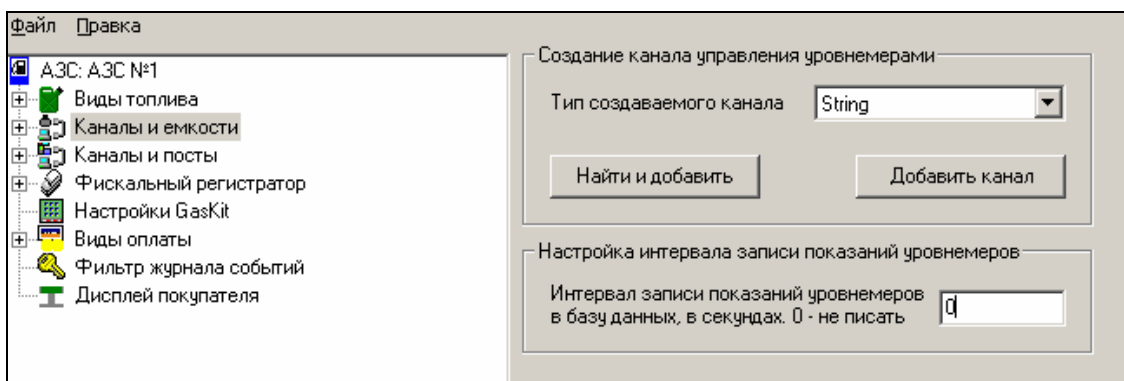 Файл Правка
АЗС: АЗС №1
Виды топлива
Каналы и емкости
Каналы и посты
Фискальный регистратор
Настройки GasKit
Виды оплаты
Фильтр журнала событий
Дисплей покупателя
Создание канала управления уровнемерами
Тип создаваемого канала String
Найти и добавить Добавить канал
Настройка интервала записи показаний уровнемеров
Интервал записи показаний уровнемеров
в базу данных, в секундах. 0 - не писать
0